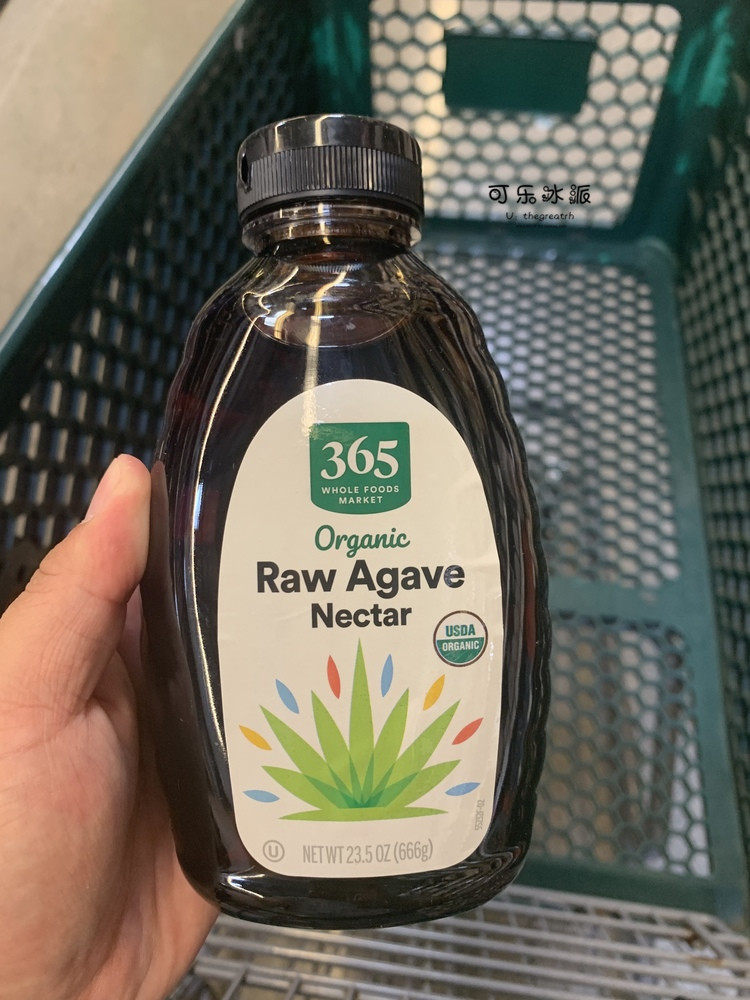 可乐冰派
U thegreatrh
365
WHOLE FOODS
MARKET
Organic
Raw Agave
Nectar
USDA
ORGANIC
U
NET WT 23.5 OZ (666g)